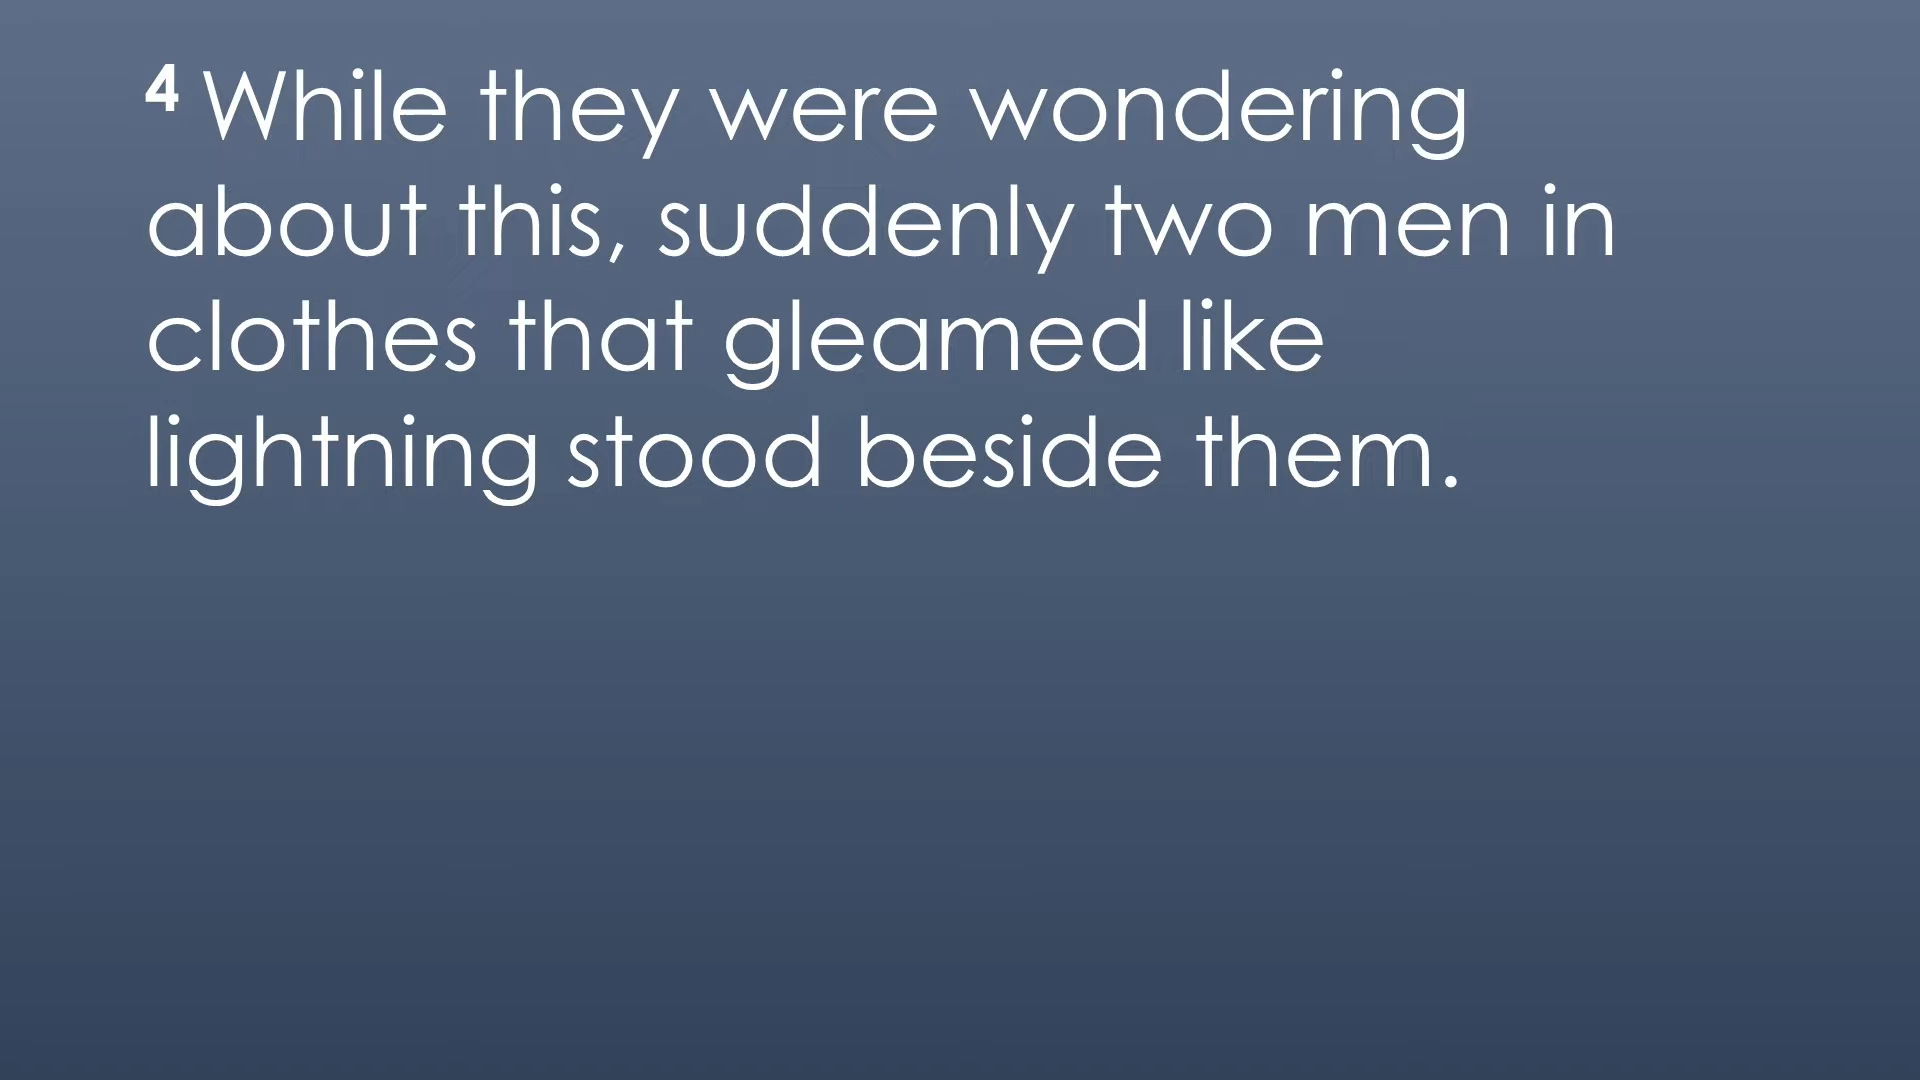 4 While they were wondering
about this, suddenly two men in
clothes that gleamed like
lightning stood beside them.